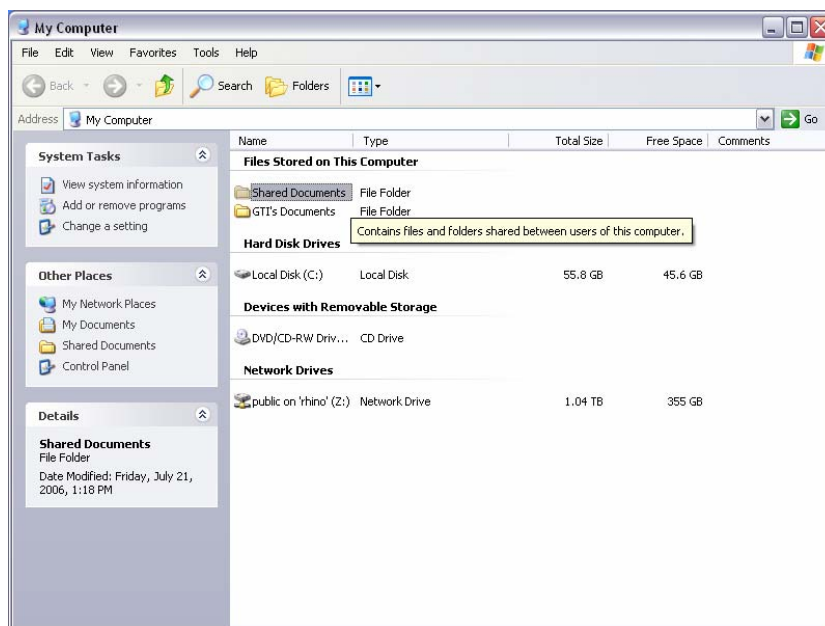 My Computer
File Edit View Favorites Tools Help
Back Search Folders
Address My Computer Go
System Tasks
View system information
Add or remove programs
Change a setting
Other Places
My Network Places
My Documents
Shared Documents
Control Panel
Details
Shared Documents
File Folder
Date Modified: Friday, July 21,
2006, 1:18 PM
Name Type Total Size Free Space Comments
Files Stored on This Computer
Shared Documents File Folder
GTI's Documents File Folder
Contains files and folders shared between users of this computer.
Hard Disk Drives
Local Disk (C:) Local Disk 55.8 GB 45.6 GB
Devices with Removable Storage
DVD/CD-RW Driv... CD Drive
Network Drives
public on 'rhino' (Z:) Network Drive 1.04 TB 355 GB